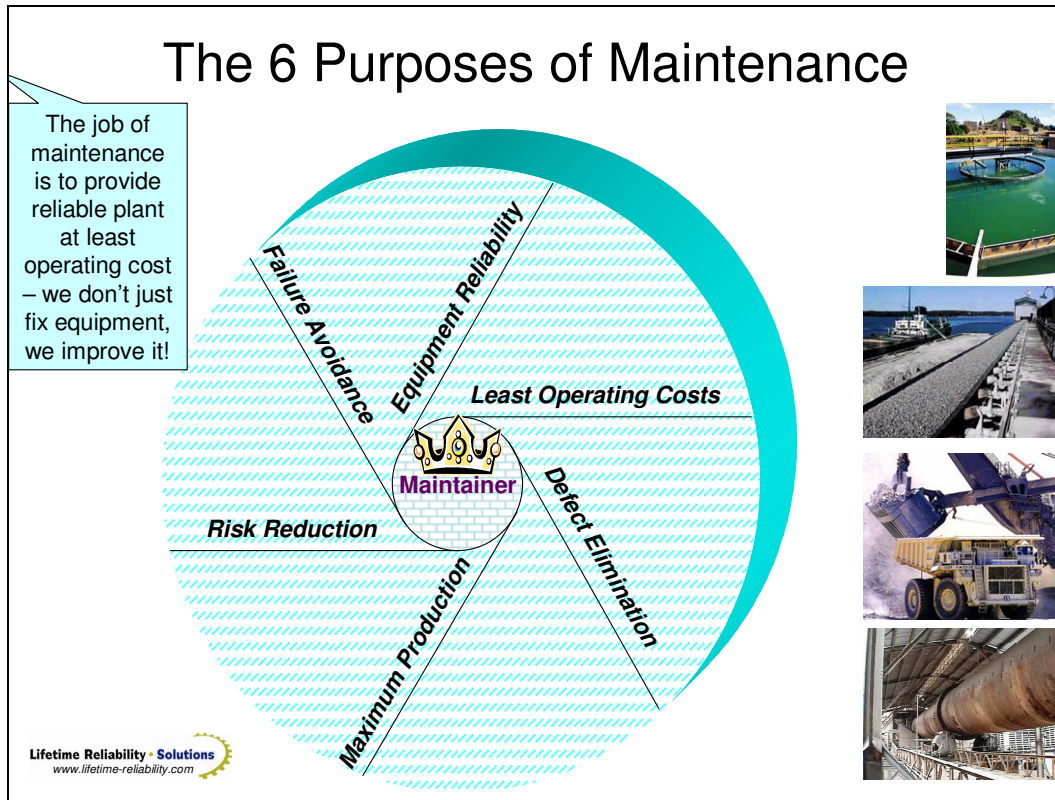 The 6 Purposes of Maintenance
The job of
maintenance
is to provide
reliable plant
at least
operating cost
– we don't just
fix equipment,
we improve it!
Failure Avoidance
Equipment Reliability
Least Operating Costs
Maintainer
Defect Elimination
Risk Reduction
Maximum Production
Lifetime Reliability • Solutions
www.lifetime-reliability.com